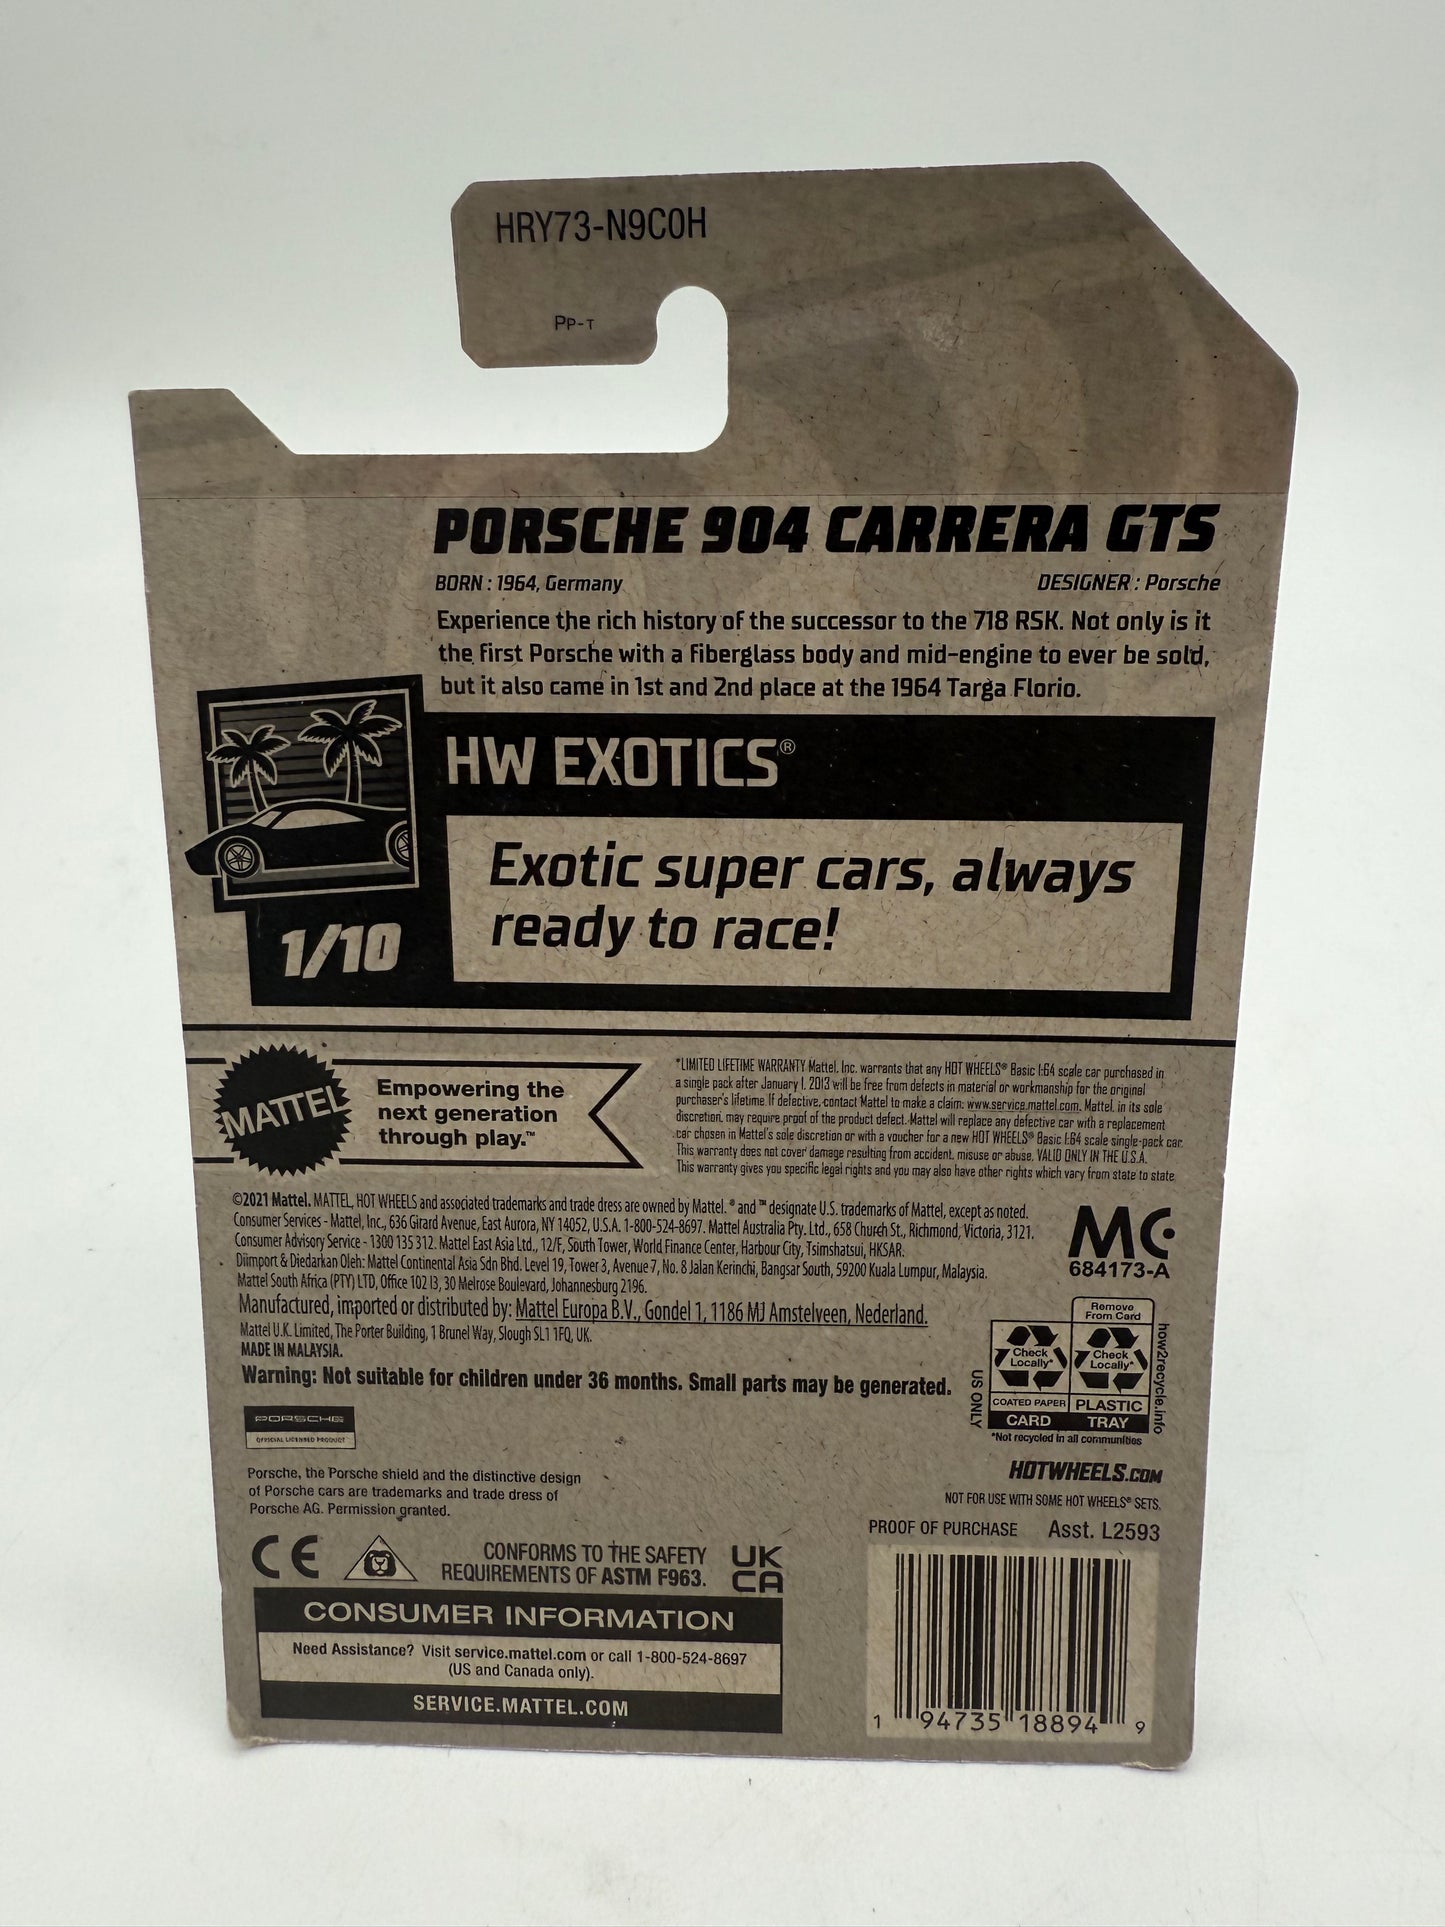 HRY73-N9C0H
PP-T
PORSCHE 904 CARRERA GTS
BORN : 1964, Germany
DESIGNER : Porsche
Experience the rich history of the successor to the 718 RSK. Not only is it
the first Porsche with a fiberglass body and mid-engine to ever be sold,
but it also came in 1st and 2nd place at the 1964 Targa Florio.
HW EXOTICS®
Exotic super cars, always
ready to race!
1/10
MATTEL
Empowering the
next generation
through play.™
*LIMITED LIFETIME WARRANTY Mattel, Inc. warrants that any HOT WHEELS® Basic 1:64 scale car purchased in
a single pack after January 1, 2013 will be free from defects in material or workmanship for the original
purchaser's lifetime. If defective, contact Mattel to make a claim: www.service.mattel.com. Mattel, in its sole
discretion, may require proof of the product defect. Mattel will replace any defective car with a replacement
car chosen in Mattel's sole discretion or with a voucher for a new HOT WHEELS® Basic 1:64 scale single-pack car.
This warranty does not cover damage resulting from accident, misuse or abuse. VALID ONLY IN THE U.S.A.
This warranty gives you specific legal rights and you may also have other rights which vary from state to state
©2021 Mattel. MATTEL, HOT WHEELS and associated trademarks and trade dress are owned by Mattel. ® and ™ designate U.S. trademarks of Mattel, except as noted.
Consumer Services - Mattel, Inc., 636 Girard Avenue, East Aurora, NY 14052, U.S.A. 1-800-524-8697. Mattel Australia Pty. Ltd., 658 Church St., Richmond, Victoria, 3121.
Consumer Advisory Service - 1300 135 312. Mattel East Asia Ltd., 12/F, South Tower, World Finance Center, Harbour City, Tsimshatsui, HKSAR.
Diimport & Diedarkan Oleh: Mattel Continental Asia Sdn Bhd. Level 19, Tower 3, Avenue 7, No. 8 Jalan Kerinchi, Bangsar South, 59200 Kuala Lumpur, Malaysia.
Mattel South Africa (PTY) LTD, Office 102 I3, 30 Melrose Boulevard, Johannesburg 2196.
Manufactured, imported or distributed by: Mattel Europa B.V., Gondel 1, 1186 MJ Amstelveen, Nederland.
Mattel U.K. Limited, The Porter Building, 1 Brunel Way, Slough SL1 1FQ, UK.
MADE IN MALAYSIA.
Warning: Not suitable for children under 36 months. Small parts may be generated.
MC
684173-A
Remove
From Card
Check
Locally*
Check
Locally*
COATED PAPER
PLASTIC
CARD
TRAY
US ONLY
how2recycle.info
*Not recycled in all communities
PORSCHE
OFFICIAL LICENSED PRODUCT
Porsche, the Porsche shield and the distinctive design
of Porsche cars are trademarks and trade dress of
Porsche AG. Permission granted.
HOTWHEELS.COM
NOT FOR USE WITH SOME HOT WHEELS® SETS.
PROOF OF PURCHASE
Asst. L2593
CE
CONFORMS TO THE SAFETY
REQUIREMENTS OF ASTM F963.
UK
CA
CONSUMER INFORMATION
Need Assistance? Visit service.mattel.com or call 1-800-524-8697
(US and Canada only).
SERVICE.MATTEL.COM
1 94735 18894 9